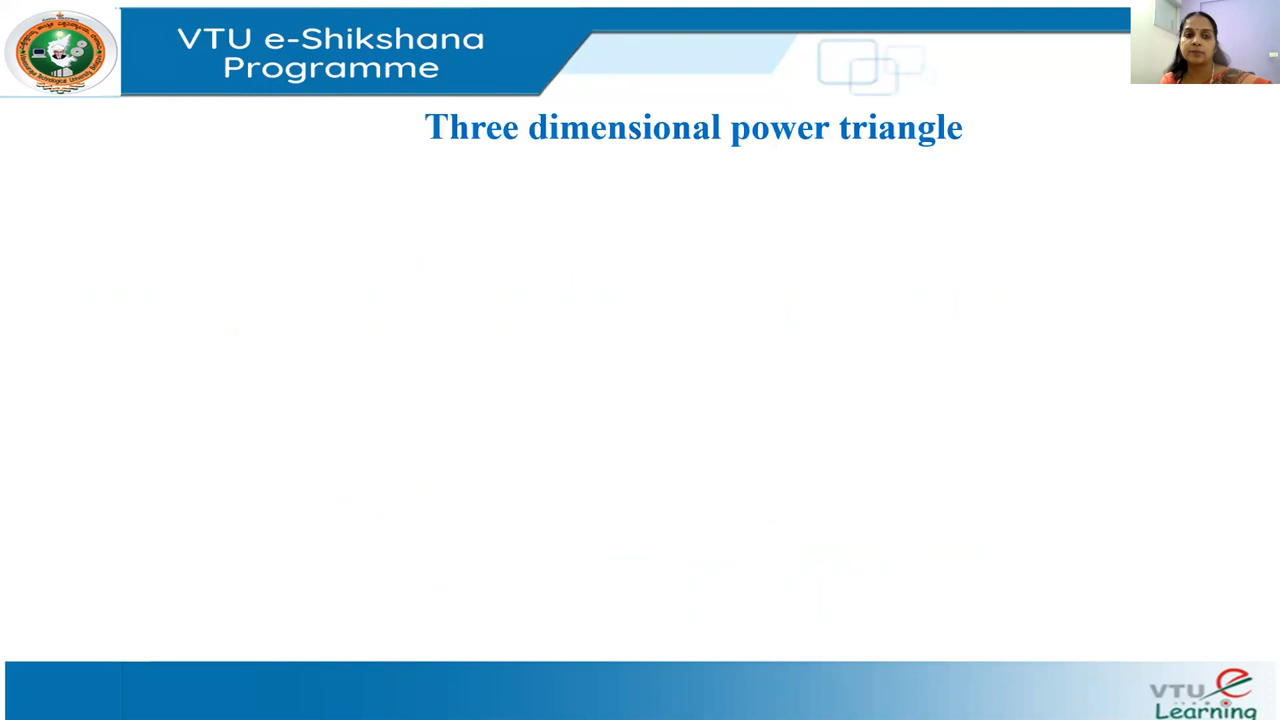 VTU e-Shikshana
Programme
Three dimensional power triangle
VTU
Learning